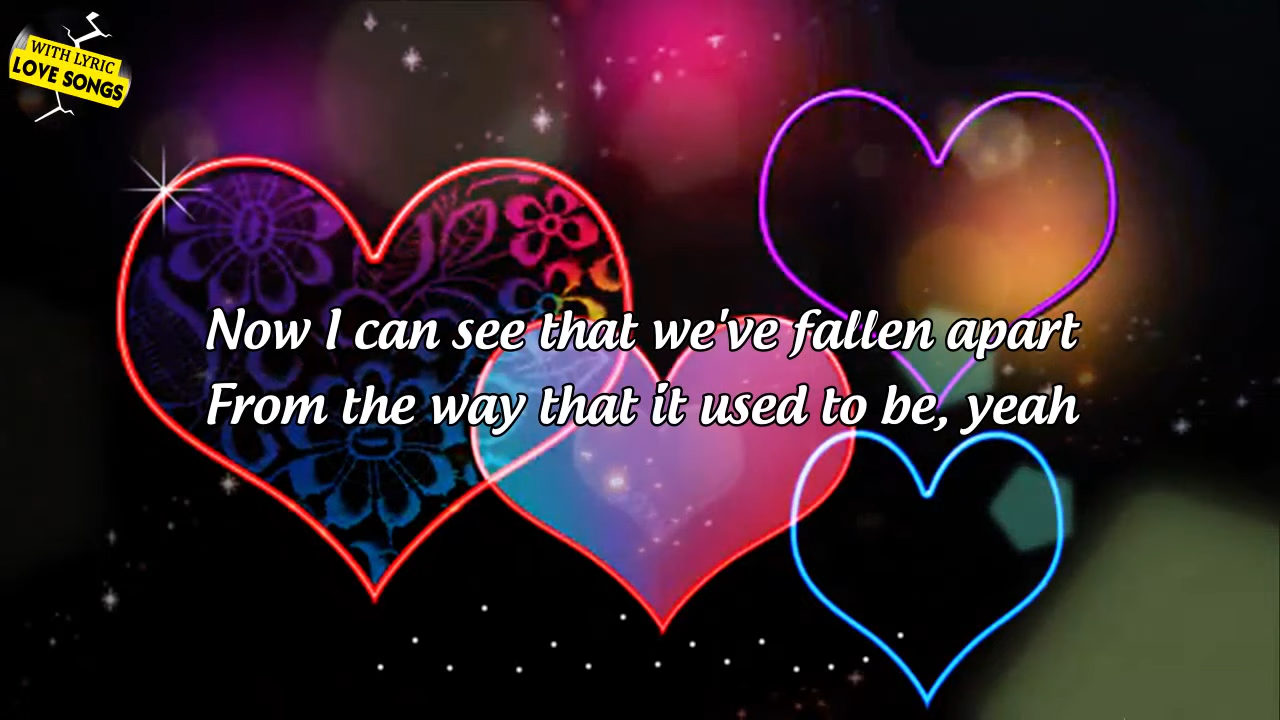 WITH LYRIC
LOVE SONGS
Now I can see that we've fallen apart
From the way that it used to be, yeah